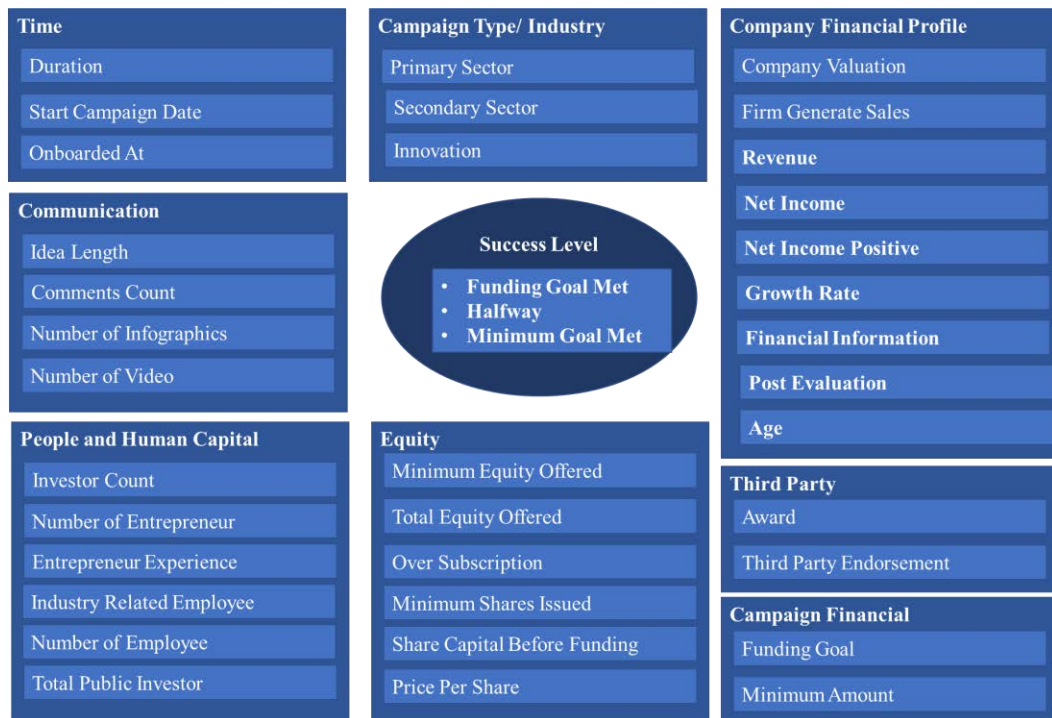 Time
Duration
Start Campaign Date
Onboarded At
Campaign Type/ Industry
Primary Sector
Secondary Sector
Innovation
Company Financial Profile
Company Valuation
Firm Generate Sales
Revenue
Net Income
Net Income Positive
Growth Rate
Financial Information
Post Evaluation
Age
Communication
Idea Length
Comments Count
Number of Infographics
Number of Video
Success Level
• Funding Goal Met
• Halfway
• Minimum Goal Met
People and Human Capital
Investor Count
Number of Entrepreneur
Entrepreneur Experience
Industry Related Employee
Number of Employee
Total Public Investor
Equity
Minimum Equity Offered
Total Equity Offered
Over Subscription
Minimum Shares Issued
Share Capital Before Funding
Price Per Share
Third Party
Award
Third Party Endorsement
Campaign Financial
Funding Goal
Minimum Amount